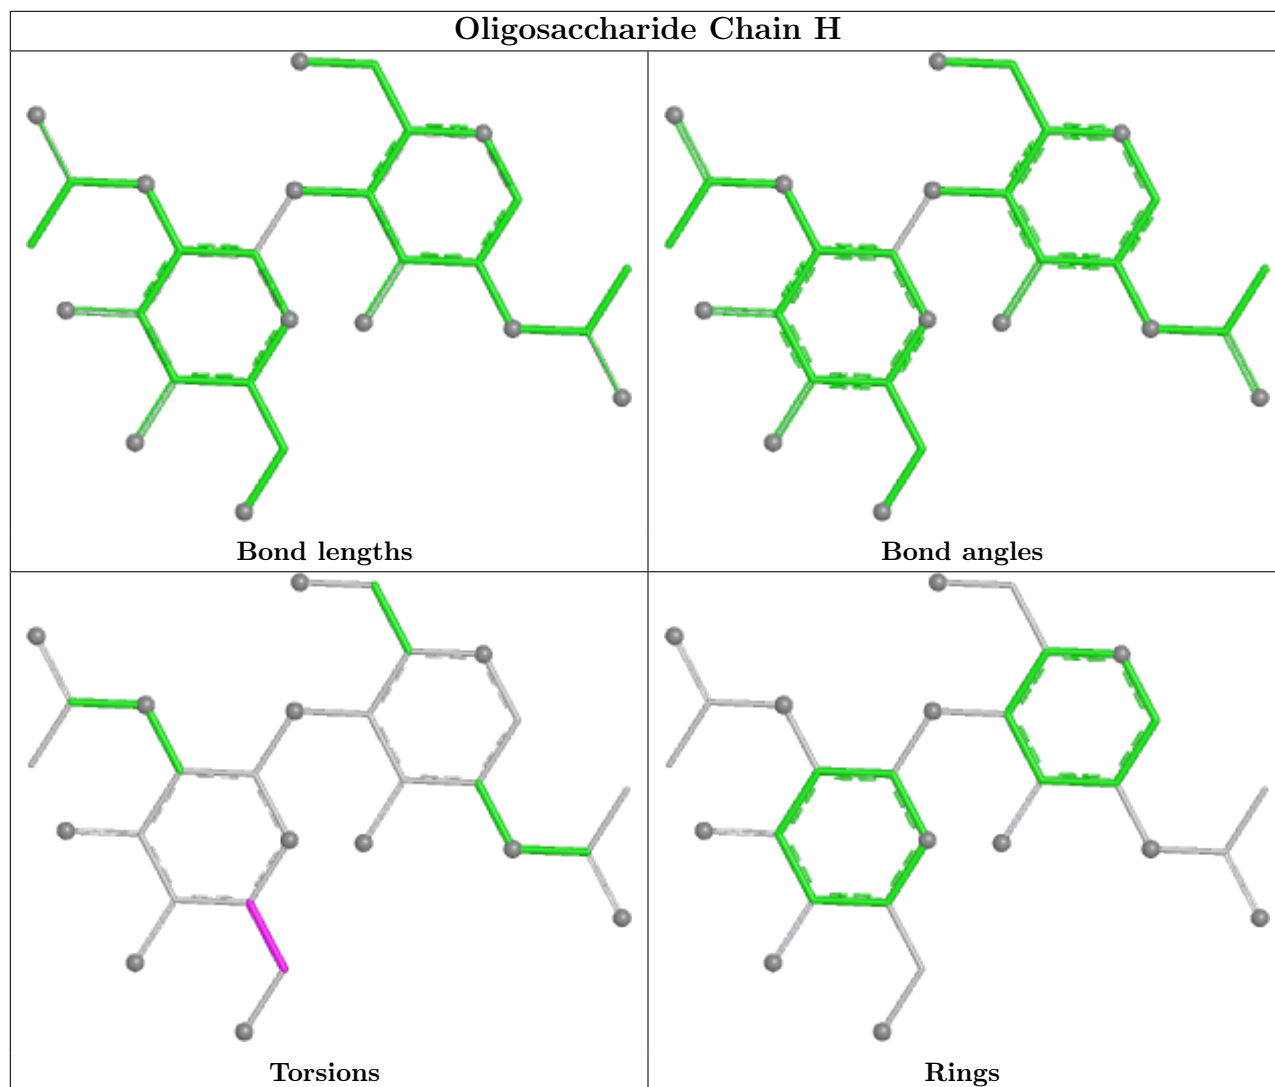 Oligosaccharide Chain H
Bond lengths
Bond angles
Torsions
Rings